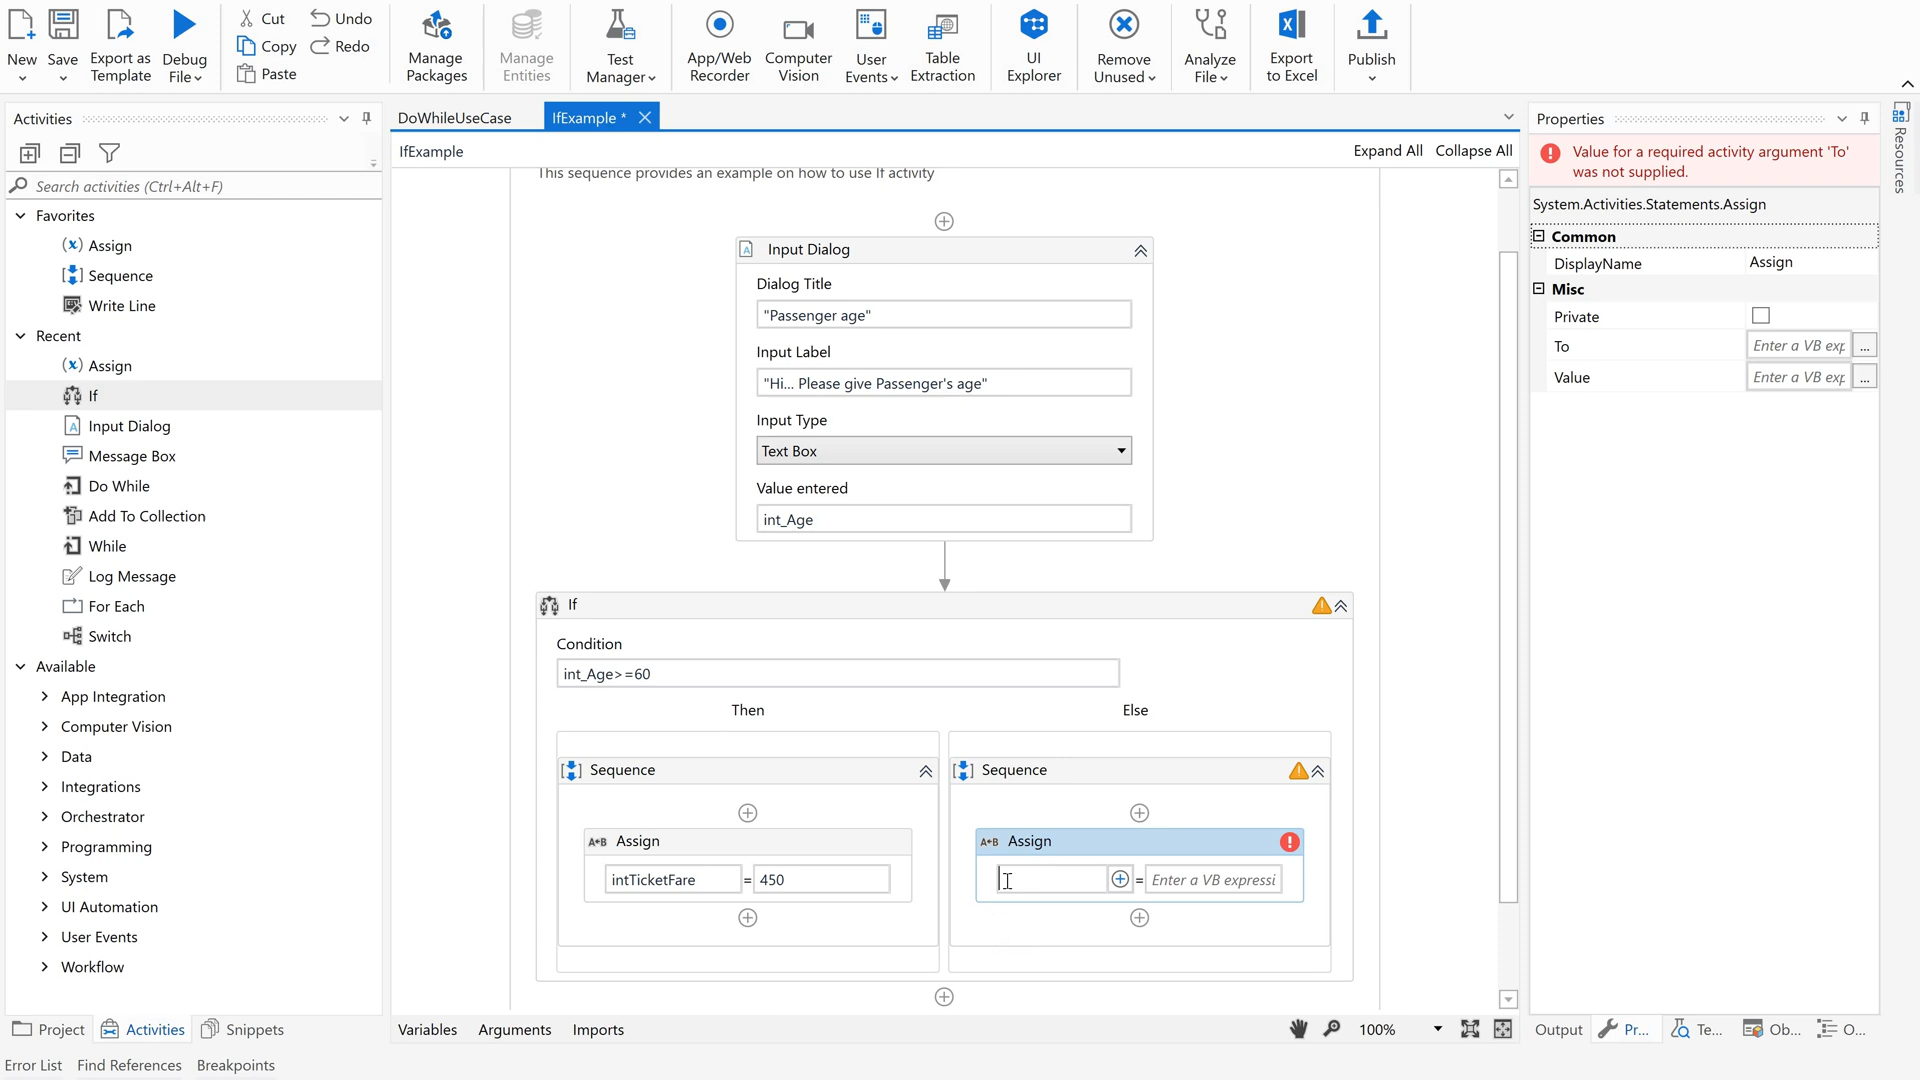 New
Save
Export as
Template
Debug
File
Cut
Copy
Paste
Undo
Redo
Manage
Packages
Manage
Entities
Test
Manager
App/Web
Recorder
Computer
Vision
User
Events
Table
Extraction
UI
Explorer
Remove
Unused
Analyze
File
Export
to Excel
Publish
Activities
Search activities (Ctrl+Alt+F)
Favorites
Assign
Sequence
Write Line
Recent
Assign
If
Input Dialog
Message Box
Do While
Add To Collection
While
Log Message
For Each
Switch
Available
App Integration
Computer Vision
Data
Integrations
Orchestrator
Programming
System
UI Automation
User Events
Workflow
Project
Activities
Snippets
Error List
Find References
Breakpoints
DoWhileUseCase
IfExample *
IfExample
Expand All
Collapse All
This sequence provides an example on how to use If activity
Input Dialog
Dialog Title
"Passenger age"
Input Label
"Hi... Please give Passenger's age"
Input Type
Text Box
Value entered
int_Age
If
Condition
int_Age>=60
Then
Else
Sequence
Assign
intTicketFare = 450
Sequence
Assign
= Enter a VB expressi
Variables
Arguments
Imports
100%
Properties
Value for a required activity argument 'To'
was not supplied.
System.Activities.Statements.Assign
Common
DisplayName Assign
Misc
Private
To Enter a VB exp ...
Value Enter a VB exp ...
Output
Pr...
Te...
Ob...
O...
Resources